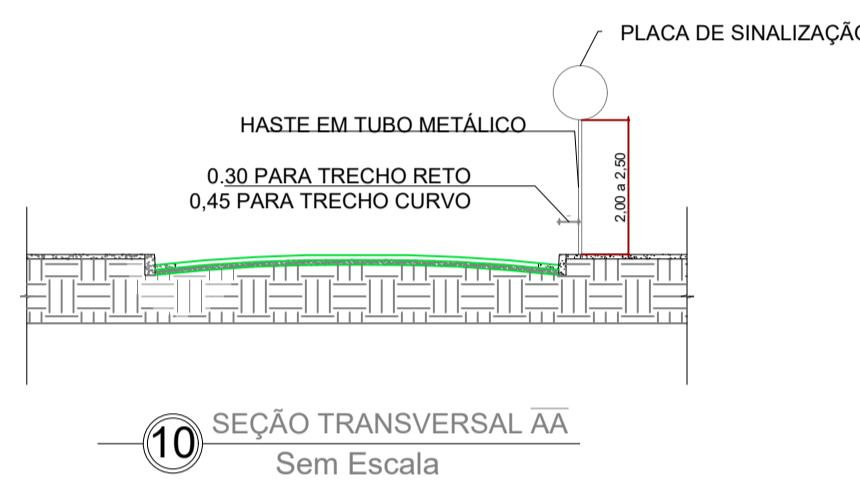 PLACA DE SINALIZAÇÃO
HASTE EM TUBO METÁLICO
0.30 PARA TRECHO RETO
0,45 PARA TRECHO CURVO
2,00 a 2,50
10
SEÇÃO TRANSVERSAL AA
Sem Escala